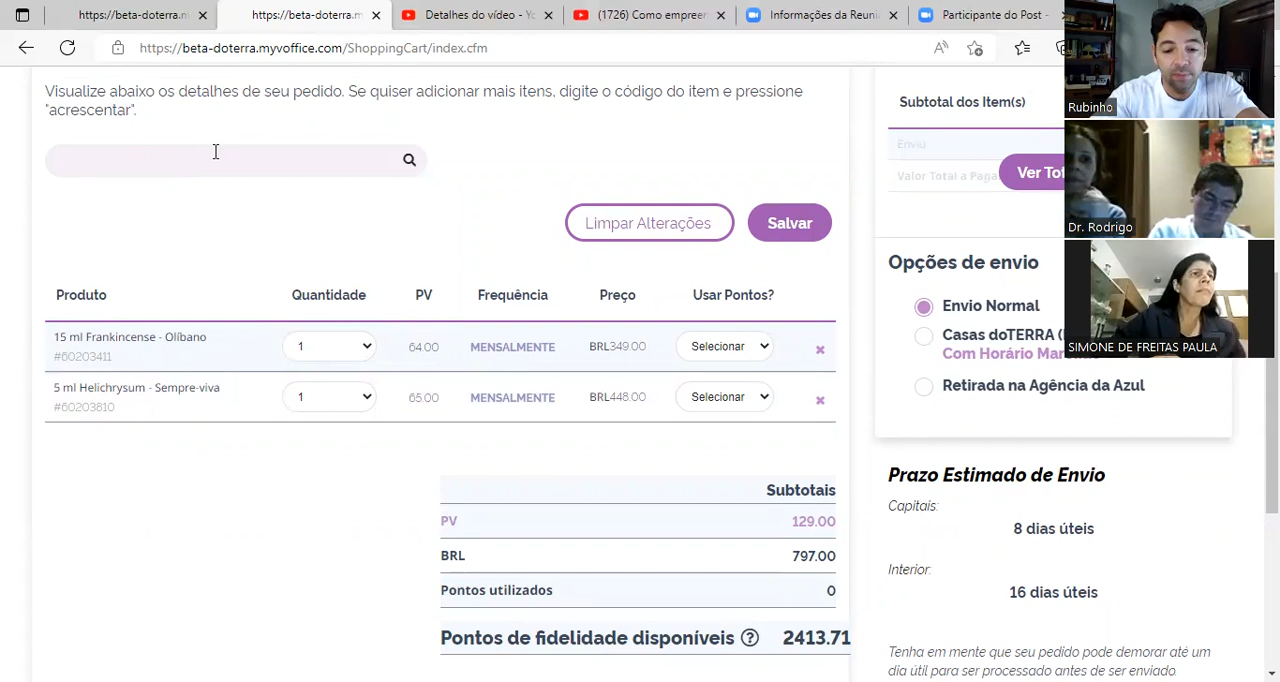 https://beta-doterra.m
https://beta-doterra.m
Detalhes do vídeo - Yo
(1726) Como empreer
Informações da Reuni
Participante do Post -
https://beta-doterra.myvoffice.com/ShoppingCart/index.cfm
Visualize abaixo os detalhes de seu pedido. Se quiser adicionar mais itens, digite o código do item e pressione
"acrescentar".
Limpar Alterações
Salvar
Produto Quantidade PV Frequência Preço Usar Pontos?
15 ml Frankincense - Olíbano
#60203411
1 64.00 MENSALMENTE BRL349.00 Selecionar
5 ml Helichrysum - Sempre-viva
#60203810
1 65.00 MENSALMENTE BRL448.00 Selecionar
Subtotais
PV 129.00
BRL 797.00
Pontos utilizados 0
Pontos de fidelidade disponíveis ? 2413.71
Subtotal dos Item(s)
Envio
Valor Total a Paga
Ver Tot
Opções de envio
Envio Normal
Casas doTERRA (
Com Horário Mar
Retirada na Agência da Azul
Prazo Estimado de Envio
Capitais:
8 dias úteis
Interior:
16 dias úteis
Tenha em mente que seu pedido pode demorar até um
dia útil para ser processado antes de ser enviado.
Rubinho
Dr. Rodrigo
SIMONE DE FREITAS PAULA